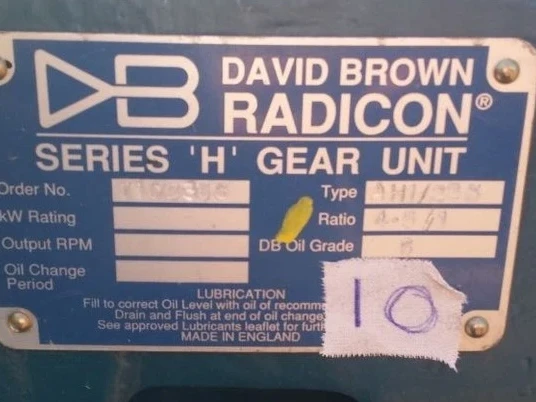 DB DAVID BROWN
RADICON®
SERIES 'H' GEAR UNIT
Order No. Type
kW Rating Ratio
Output RPM DB Oil Grade
Oil Change
Period
LUBRICATION
Fill to correct Oil Level with oil of
Drain and Flush at end of oil change
See approved Lubricants leaflet for
MADE IN ENGLAND
10